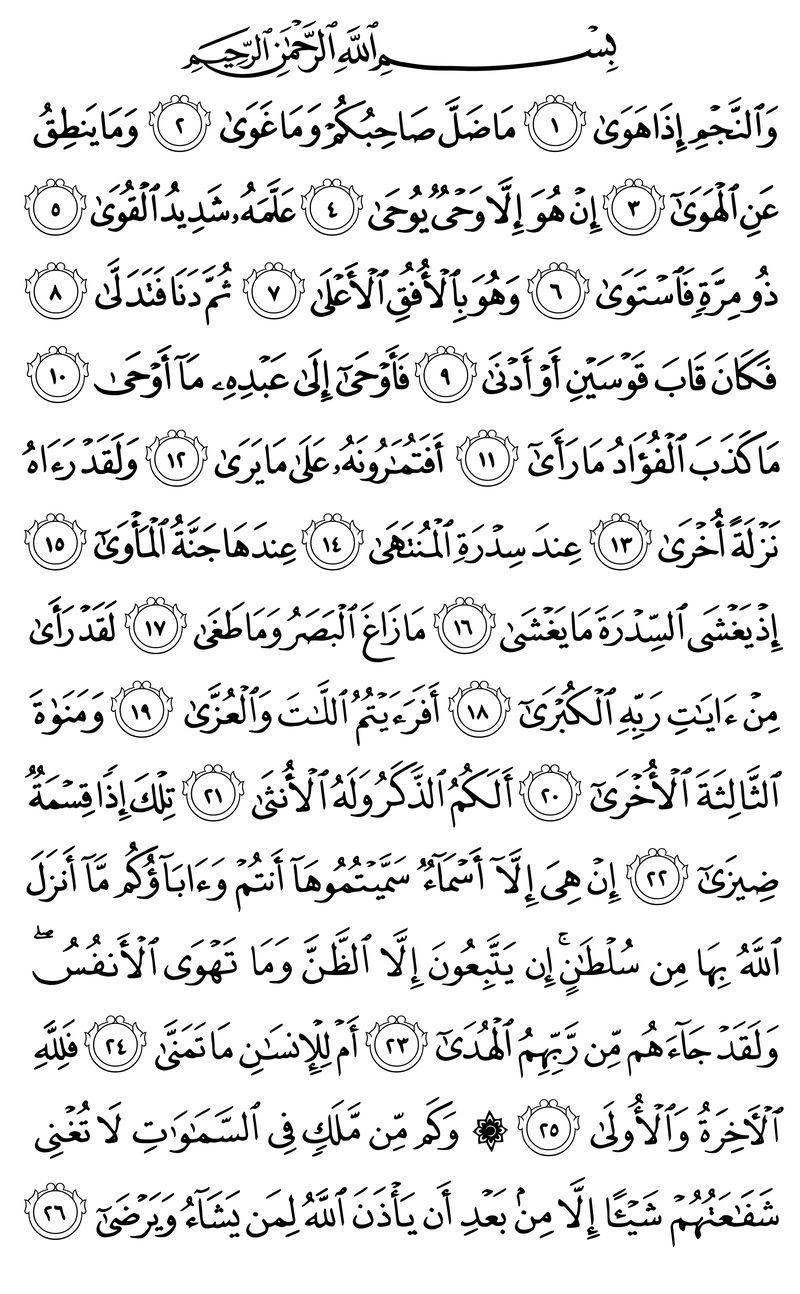 بِسْمِ ٱللَّهِ ٱلرَّحْمَٰنِ ٱلرَّحِيمِ
وَٱلنَّجْمِ إِذَا هَوَىٰ ١ مَا ضَلَّ صَاحِبُكُمْ وَمَا غَوَىٰ ٢ وَمَا يَنطِقُ
عَنِ ٱلْهَوَىٰٓ ٣ إِنْ هُوَ إِلَّا وَحْىٌ يُوحَىٰ ٤ عَلَّمَهُۥ شَدِيدُ ٱلْقُوَىٰ ٥
ذُو مِرَّةٍ فَٱسْتَوَىٰ ٦ وَهُوَ بِٱلْأُفُقِ ٱلْأَعْلَىٰ ٧ ثُمَّ دَنَا فَتَدَلَّىٰ ٨
فَكَانَ قَابَ قَوْسَيْنِ أَوْ أَدْنَىٰ ٩ فَأَوْحَىٰٓ إِلَىٰ عَبْدِهِۦ مَآ أَوْحَىٰ ١٠
مَا كَذَبَ ٱلْفُؤَادُ مَا رَأَىٰٓ ١١ أَفَتُمَٰرُونَهُۥ عَلَىٰ مَا يَرَىٰ ١٢ وَلَقَدْ رَءَاهُ
نَزْلَةً أُخْرَىٰ ١٣ عِندَ سِدْرَةِ ٱلْمُنتَهَىٰ ١٤ عِندَهَا جَنَّةُ ٱلْمَأْوَىٰٓ ١٥
إِذْ يَغْشَى ٱلسِّدْرَةَ مَا يَغْشَىٰ ١٦ مَا زَاغَ ٱلْبَصَرُ وَمَا طَغَىٰ ١٧ لَقَدْ رَأَىٰ
مِنْ ءَايَٰتِ رَبِّهِ ٱلْكُبْرَىٰٓ ١٨ أَفَرَءَيْتُمُ ٱللَّٰتَ وَٱلْعُزَّىٰ ١٩ وَمَنَوٰةَ
ٱلثَّالِثَةَ ٱلْأُخْرَىٰٓ ٢٠ أَلَكُمُ ٱلذَّكَرُ وَلَهُ ٱلْأُنثَىٰ ٢١ تِلْكَ إِذًا قِسْمَةٌ
ضِيزَىٰٓ ٢٢ إِنْ هِىَ إِلَّآ أَسْمَآءٌ سَمَّيْتُمُوهَآ أَنتُمْ وَءَابَآؤُكُم مَّآ أَنزَلَ
ٱللَّهُ بِهَا مِن سُلْطَٰنٍ ۚ إِن يَتَّبِعُونَ إِلَّا ٱلظَّنَّ وَمَا تَهْوَى ٱلْأَنفُسُ ۖ
وَلَقَدْ جَآءَهُم مِّن رَّبِّهِمُ ٱلْهُدَىٰٓ ٢٣ أَمْ لِلْإِنسَٰنِ مَا تَمَنَّىٰ ٢٤ فَلِلَّهِ
ٱلْءَاخِرَةُ وَٱلْأُولَىٰ ٢٥ ۞ وَكَم مِّن مَّلَكٍ فِى ٱلسَّمَٰوَٰتِ لَا تُغْنِى
شَفَٰعَتُهُمْ شَيْـًٔا إِلَّا مِنۢ بَعْدِ أَن يَأْذَنَ ٱللَّهُ لِمَن يَشَآءُ وَيَرْضَىٰٓ ٢٦